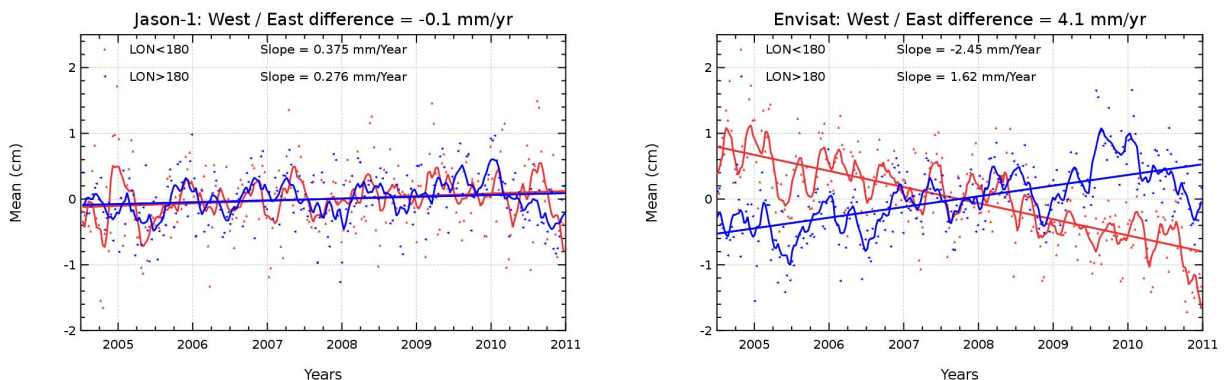 Jason-1: West / East difference = -0.1 mm/yr
LON<180 Slope = 0.375 mm/Year
LON>180 Slope = 0.276 mm/Year
Mean (cm)
2
1
0
-1
-2
2005 2006 2007 2008 2009 2010 2011
Years
Envisat: West / East difference = 4.1 mm/yr
LON<180 Slope = -2.45 mm/Year
LON>180 Slope = 1.62 mm/Year
Mean (cm)
2
1
0
-1
-2
2005 2006 2007 2008 2009 2010 2011
Years